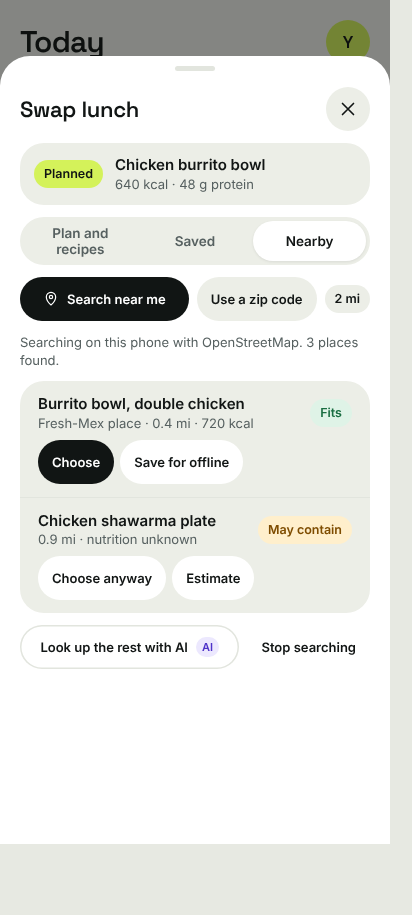 Today
Y
Swap lunch
Planned
Chicken burrito bowl
640 kcal · 48 g protein
Plan and
recipes
Saved
Nearby
Search near me
Use a zip code
2 mi
Searching on this phone with OpenStreetMap. 3 places
found.
Burrito bowl, double chicken
Fresh-Mex place · 0.4 mi · 720 kcal
Fits
Choose
Save for offline
Chicken shawarma plate
0.9 mi · nutrition unknown
May contain
Choose anyway
Estimate
Look up the rest with AI
AI
Stop searching